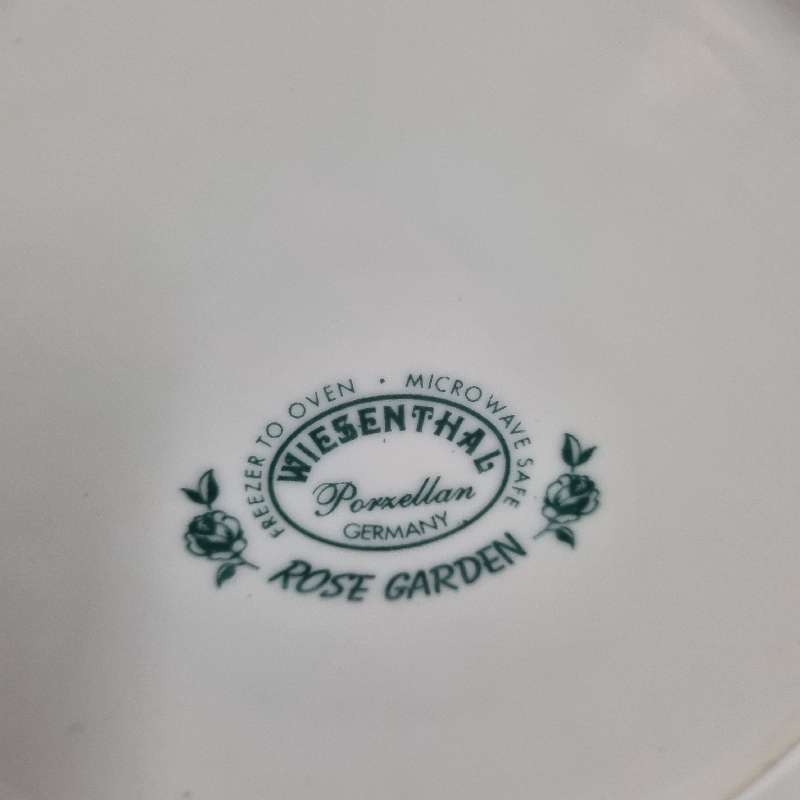 FREEZER TO OVEN · MICROWAVE SAFE
WIESENTHAL
Porzellan
GERMANY
ROSE GARDEN